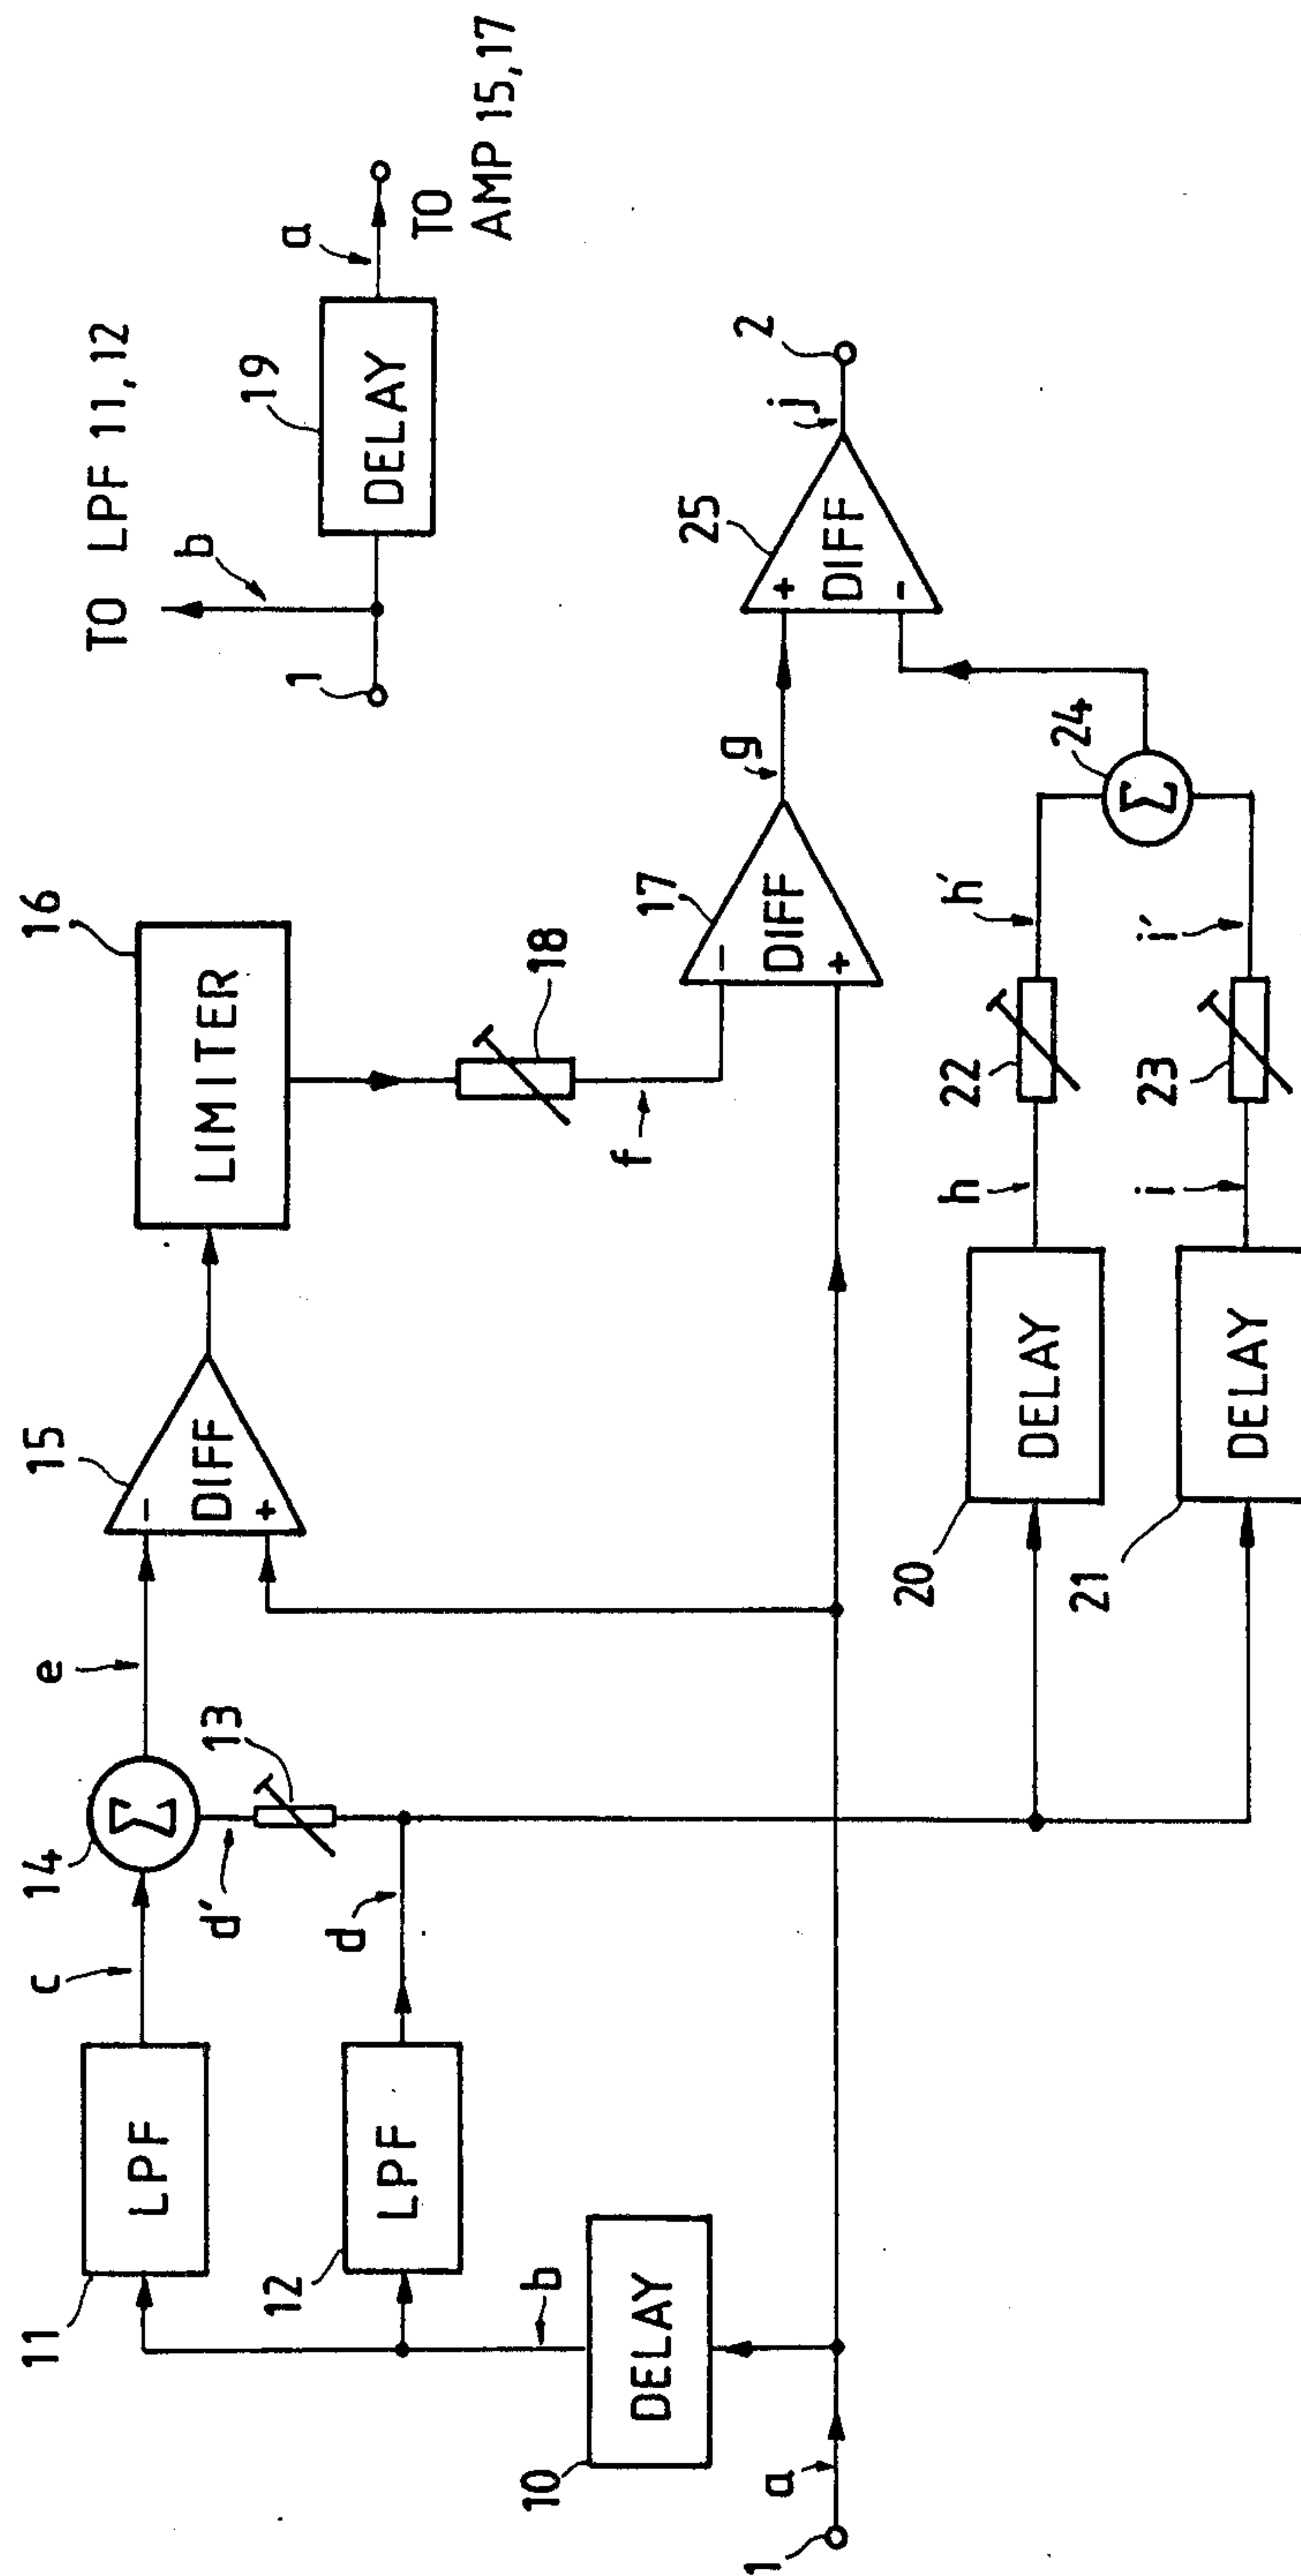 TO LPF 11, 12
b
1
19
DELAY
a
TO
AMP 15, 17
11
LPF
c
14
Σ
e
15
DIFF
-
+
16
LIMITER
12
LPF
d'
13
d
18
f
10
DELAY
b
17
DIFF
-
+
g
25
DIFF
+
-
j
2
1
a
20
DELAY
h
22
h'
24
Σ
21
DELAY
i
23
i'